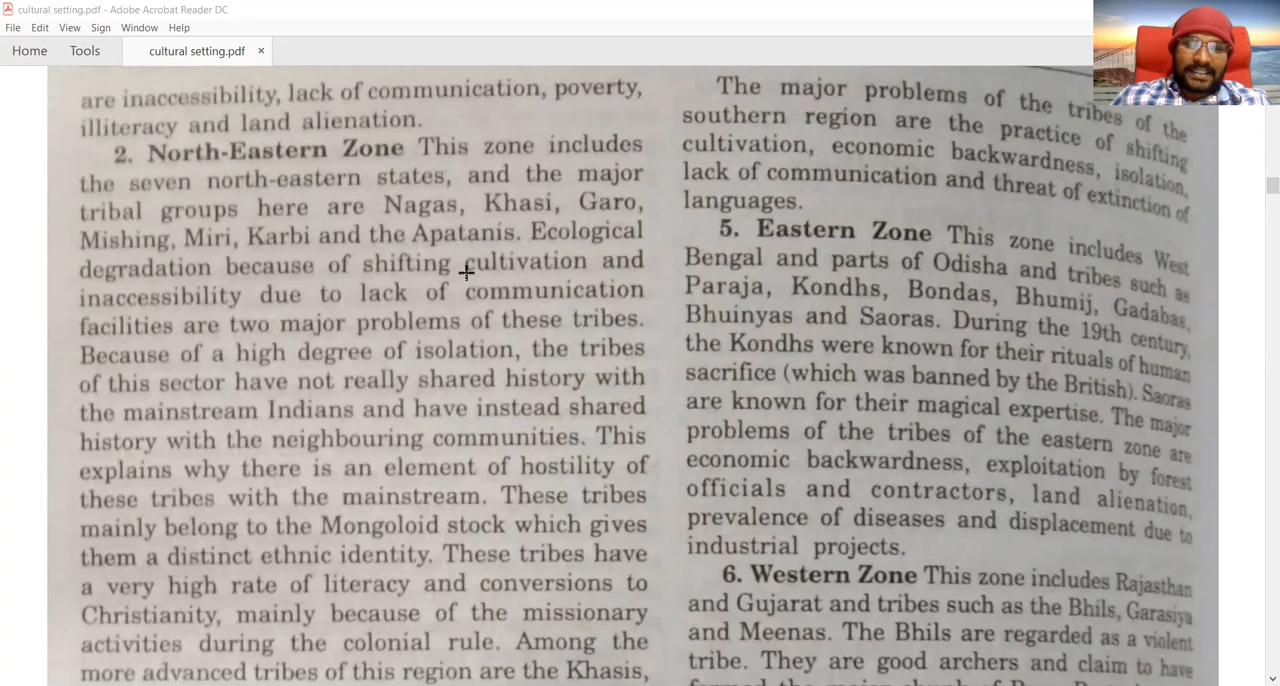 cultural setting.pdf - Adobe Acrobat Reader DC
File Edit View Sign Window Help
Home Tools cultural setting.pdf ×
are inaccessibility, lack of communication, poverty,
illiteracy and land alienation.
2. North-Eastern Zone This zone includes
the seven north-eastern states, and the major
tribal groups here are Nagas, Khasi, Garo,
Mishing, Miri, Karbi and the Apatanis. Ecological
degradation because of shifting cultivation and
inaccessibility due to lack of communication
facilities are two major problems of these tribes.
Because of a high degree of isolation, the tribes
of this sector have not really shared history with
the mainstream Indians and have instead shared
history with the neighbouring communities. This
explains why there is an element of hostility of
these tribes with the mainstream. These tribes
mainly belong to the Mongoloid stock which gives
them a distinct ethnic identity. These tribes have
a very high rate of literacy and conversions to
Christianity, mainly because of the missionary
activities during the colonial rule. Among the
more advanced tribes of this region are the Khasis,
The major problems of the tribes of the
southern region are the practice of shifting
cultivation, economic backwardness, isolation,
lack of communication and threat of extinction of
languages.
5. Eastern Zone This zone includes West
Bengal and parts of Odisha and tribes such as
Paraja, Kondhs, Bondas, Bhumij, Gadabas,
Bhuinyas and Saoras. During the 19th century,
the Kondhs were known for their rituals of human
sacrifice (which was banned by the British). Saoras
are known for their magical expertise. The major
problems of the tribes of the eastern zone are
economic backwardness, exploitation by forest
officials and contractors, land alienation,
prevalence of diseases and displacement due to
industrial projects.
6. Western Zone This zone includes Rajasthan
and Gujarat and tribes such as the Bhils, Garasiya
and Meenas. The Bhils are regarded as a violent
tribe. They are good archers and claim to have